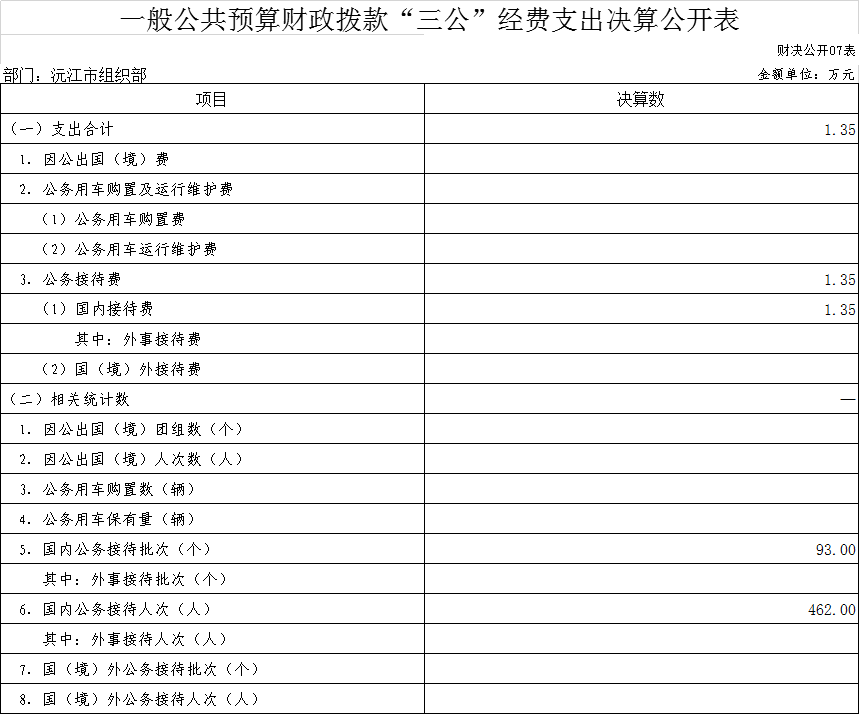 一般公共预算财政拨款“三公”经费支出决算公开表
财决公开07表
部门：沅江市组织部 金额单位：万元
项目 决算数
（一）支出合计 1.35
1. 因公出国（境）费
2. 公务用车购置及运行维护费
（1）公务用车购置费
（2）公务用车运行维护费
3. 公务接待费 1.35
（1）国内接待费 1.35
其中：外事接待费
（2）国（境）外接待费
（二）相关统计数 —
1. 因公出国（境）团组数（个）
2. 因公出国（境）人次数（人）
3. 公务用车购置数（辆）
4. 公务用车保有量（辆）
5. 国内公务接待批次（个） 93.00
其中：外事接待批次（个）
6. 国内公务接待人次（人） 462.00
其中：外事接待人次（人）
7. 国（境）外公务接待批次（个）
8. 国（境）外公务接待人次（人）